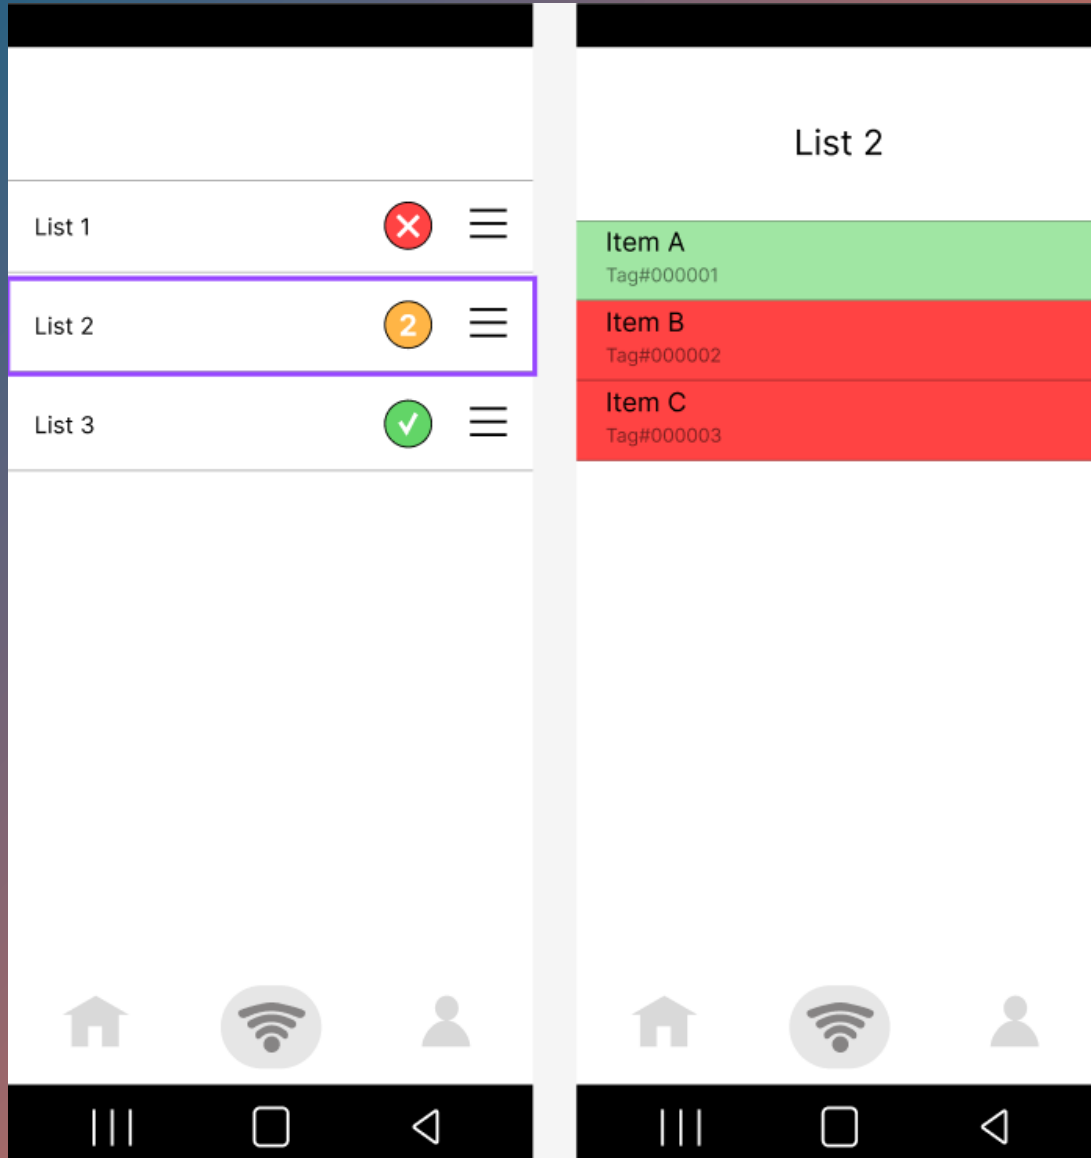 List 1
List 2
2
List 3
List 2
Item A
Tag#000001
Item B
Tag#000002
Item C
Tag#000003